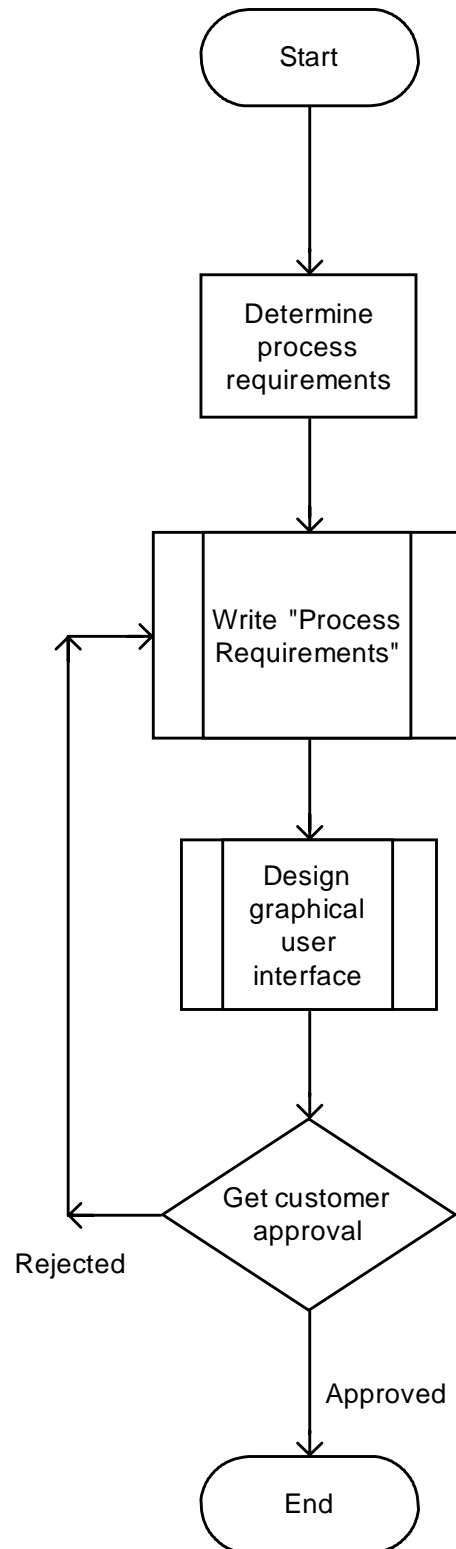 Start
Determine
process
requirements
Write "Process
Requirements"
Design
graphical
user
interface
Get customer
approval
Rejected
Approved
End